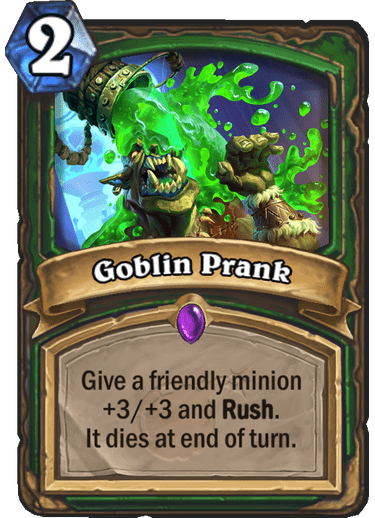 2
Goblin Prank
Give a friendly minion
+3/+3 and Rush.
It dies at end of turn.